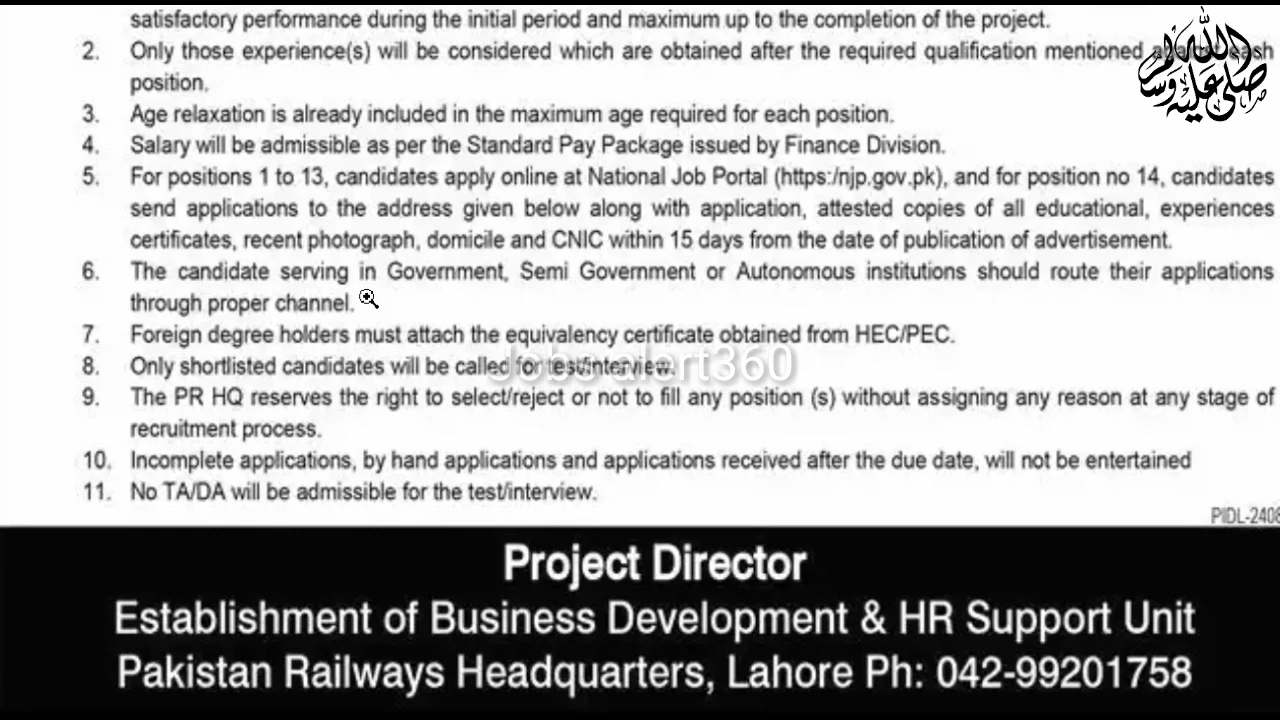 satisfactory performance during the initial period and maximum up to the completion of the project.
2. Only those experience(s) will be considered which are obtained after the required qualification mentioned against each
position.
3. Age relaxation is already included in the maximum age required for each position.
4. Salary will be admissible as per the Standard Pay Package issued by Finance Division.
5. For positions 1 to 13, candidates apply online at National Job Portal (https:/njp.gov.pk), and for position no 14, candidates
send applications to the address given below along with application, attested copies of all educational, experiences
certificates, recent photograph, domicile and CNIC within 15 days from the date of publication of advertisement.
6. The candidate serving in Government, Semi Government or Autonomous institutions should route their applications
through proper channel.
7. Foreign degree holders must attach the equivalency certificate obtained from HEC/PEC.
8. Only shortlisted candidates will be called for test/interview.
Jobs alert360
9. The PR HQ reserves the right to select/reject or not to fill any position (s) without assigning any reason at any stage of
recruitment process.
10. Incomplete applications, by hand applications and applications received after the due date, will not be entertained
11. No TA/DA will be admissible for the test/interview.
PIDL-2408
Project Director
Establishment of Business Development & HR Support Unit
Pakistan Railways Headquarters, Lahore Ph: 042-99201758
صلى الله عليه وسلم